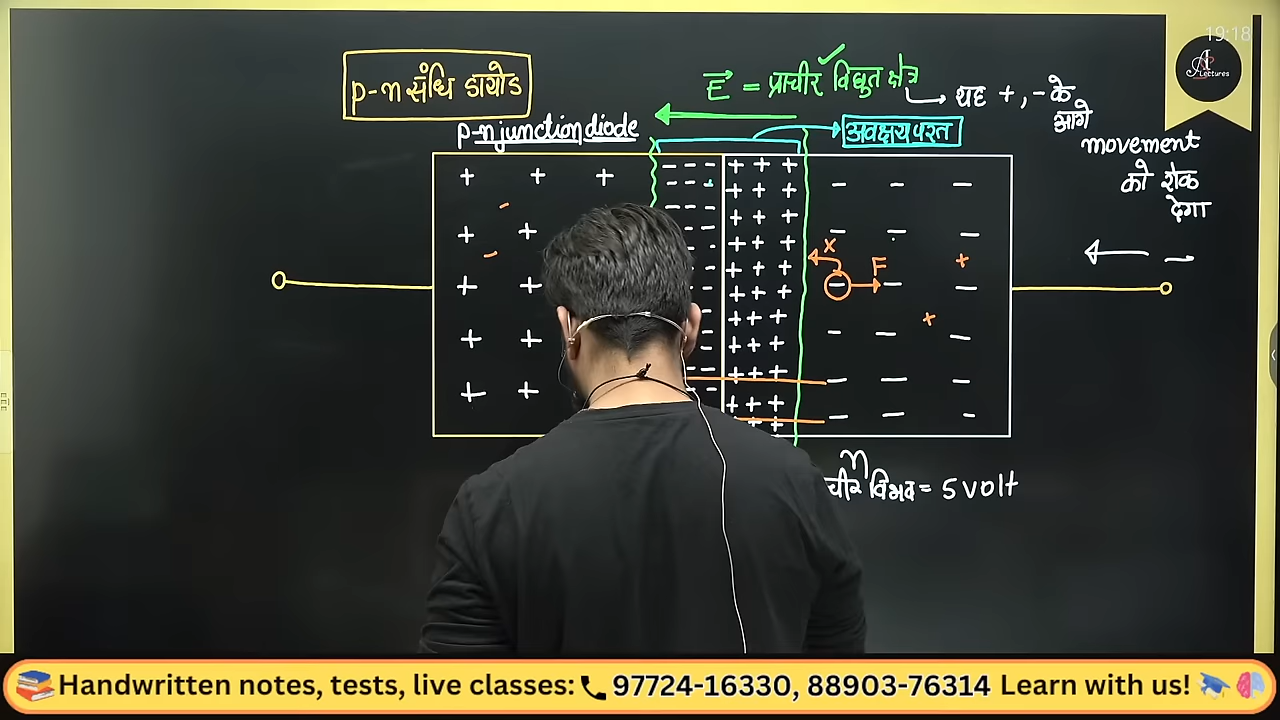 19:18
A
Lectures
p-n संधि डायोड
E = प्राचीर विद्युत क्षेत्र
यह +, - के
आगे
movement
को रोक
देगा
p-n junction diode
अवक्षय परत
x
F
n
चीर विभव = 5 volt
Handwritten notes, tests, live classes: 97724-16330, 88903-76314 Learn with us!